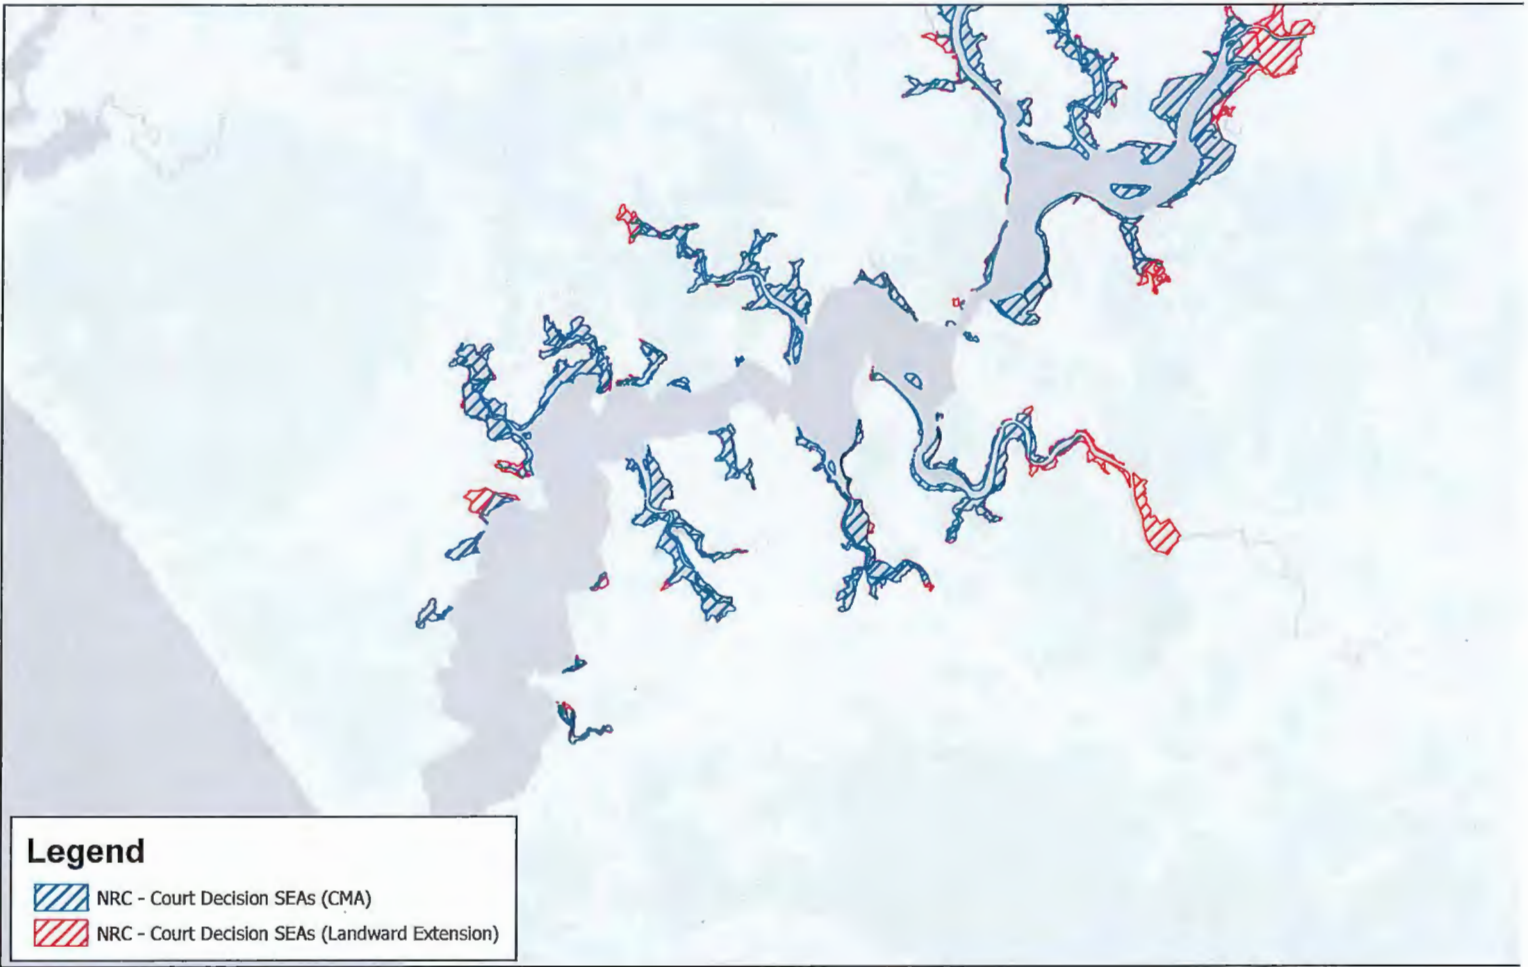 Legend
NRC - Court Decision SEAs (CMA)
NRC - Court Decision SEAs (Landward Extension)